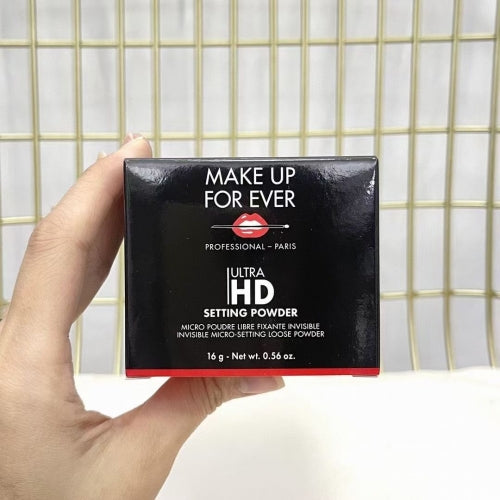 MAKE UP
FOR EVER
PROFESSIONAL – PARIS
ULTRA
HD
SETTING POWDER
MICRO POUDRE LIBRE FIXANTE INVISIBLE
INVISIBLE MICRO-SETTING LOOSE POWDER
16 g - Net wt. 0.56 oz.